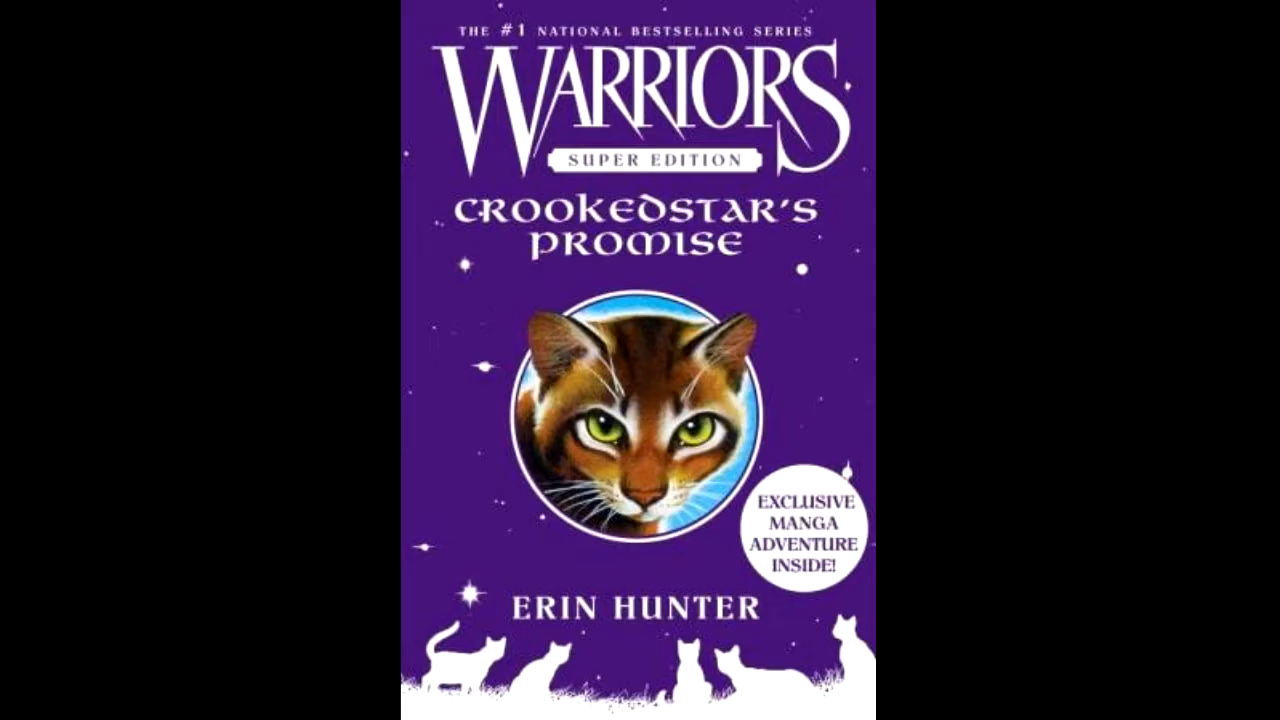 THE #1 NATIONAL BESTSELLING SERIES
WARRIORS
SUPER EDITION
CROOKEDSTAR'S
PROMISE
EXCLUSIVE
MANGA
ADVENTURE
INSIDE!
ERIN HUNTER